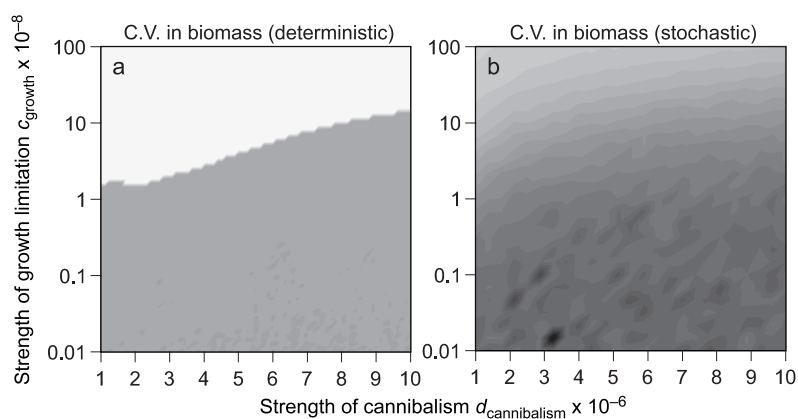 C.V. in biomass (deterministic)
C.V. in biomass (stochastic)
Strength of growth limitation c_growth x 10⁻⁸
100
10
1
0.1
0.01
a
1 2 3 4 5 6 7 8 9 10
100
10
1
0.1
0.01
b
1 2 3 4 5 6 7 8 9 10
Strength of cannibalism d_cannibalism x 10⁻⁶